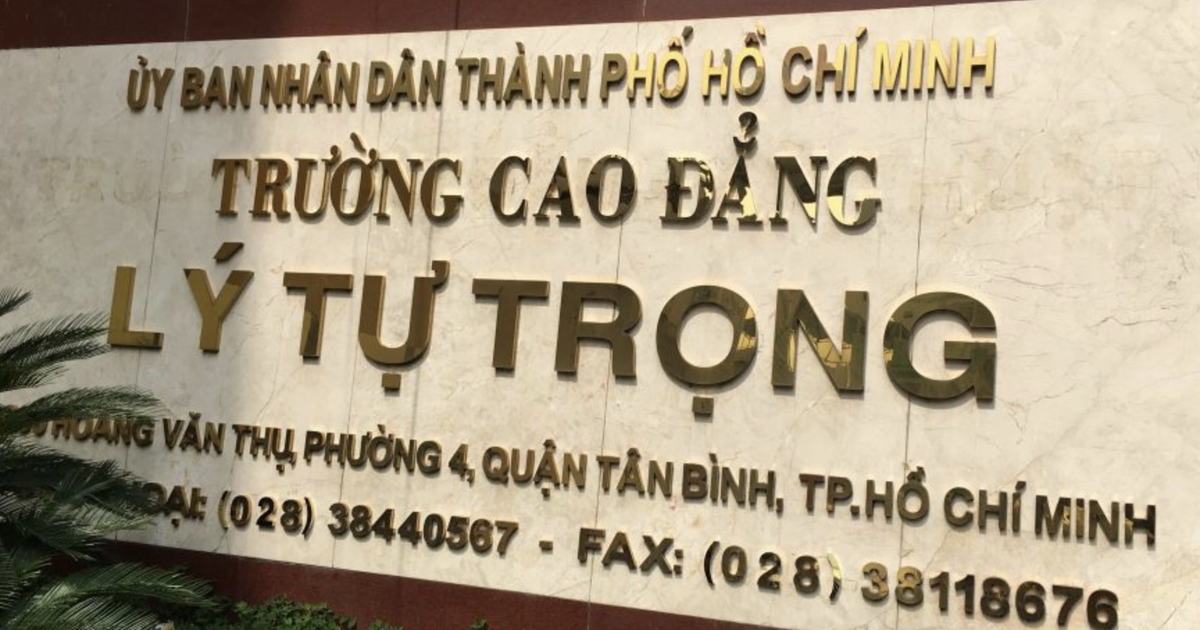 ỦY BAN NHÂN DÂN THÀNH PHỐ HỒ CHÍ MINH
TRƯỜNG CAO ĐẲNG
LÝ TỰ TRỌNG
HOÀNG VĂN THỤ, PHƯỜNG 4, QUẬN TÂN BÌNH, TP.HỒ CHÍ MINH
(028) 38440567 - FAX: (028) 38118676